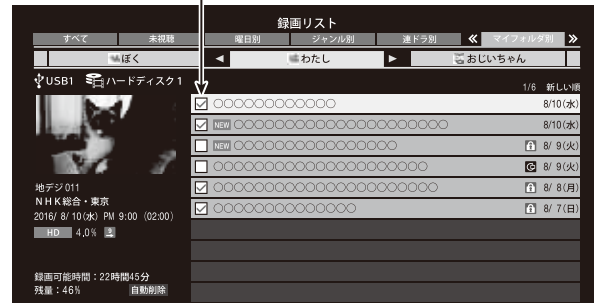 録画リスト
すべて 未視聴 曜日別 ジャンル別 連ドラ別 « マイフォルダ別 »
ぼく ◀ わたし ▶ おじいちゃん
USB1 ハードディスク1
1/6 新しい順
○○○○○○○○○○○○ 8/10(水)
NEW ○○○○○○○○○○○○○○○○○○○○○ 8/10(水)
NEW ○○○○○○○○○○○○○○○○ 8/ 9(火)
○○○○○○○○○○○○○○○○○○○○○ 8/ 9(火)
○○○○○○○○○○○○○○○○○○○○○○ 8/ 8(月)
○○○○○○○○○○○○○○ 8/ 7(日)
地デジ011
NHK総合・東京
2016/ 8/10(水) PM 9:00 (02:00)
HD 4.0%
録画可能時間：22時間45分
残量：46% 自動削除